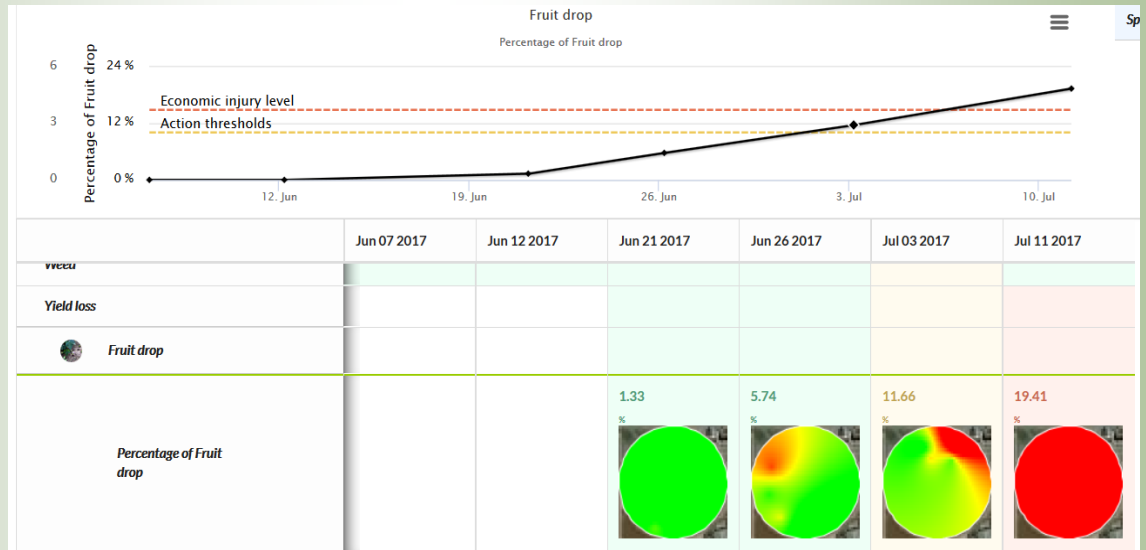 Fruit drop
Sp
Percentage of Fruit drop
Percentage of Fruit drop
6
24 %
Economic injury level
3
12 %
Action thresholds
0
0 %
12. Jun
19. Jun
26. Jun
3. Jul
10. Jul
Jun 07 2017
Jun 12 2017
Jun 21 2017
Jun 26 2017
Jul 03 2017
Jul 11 2017
Weed
Yield loss
Fruit drop
1.33
5.74
11.66
19.41
%
%
%
%
Percentage of Fruit
drop